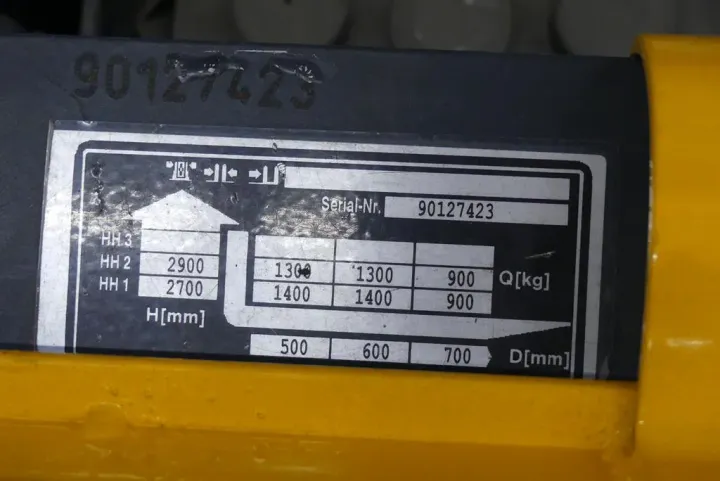 90127423
Serial-Nr. 90127423
HH 3
HH 2 2900 1300 1300 900 Q[kg]
HH 1 2700 1400 1400 900
H[mm]
500 600 700 D[mm]